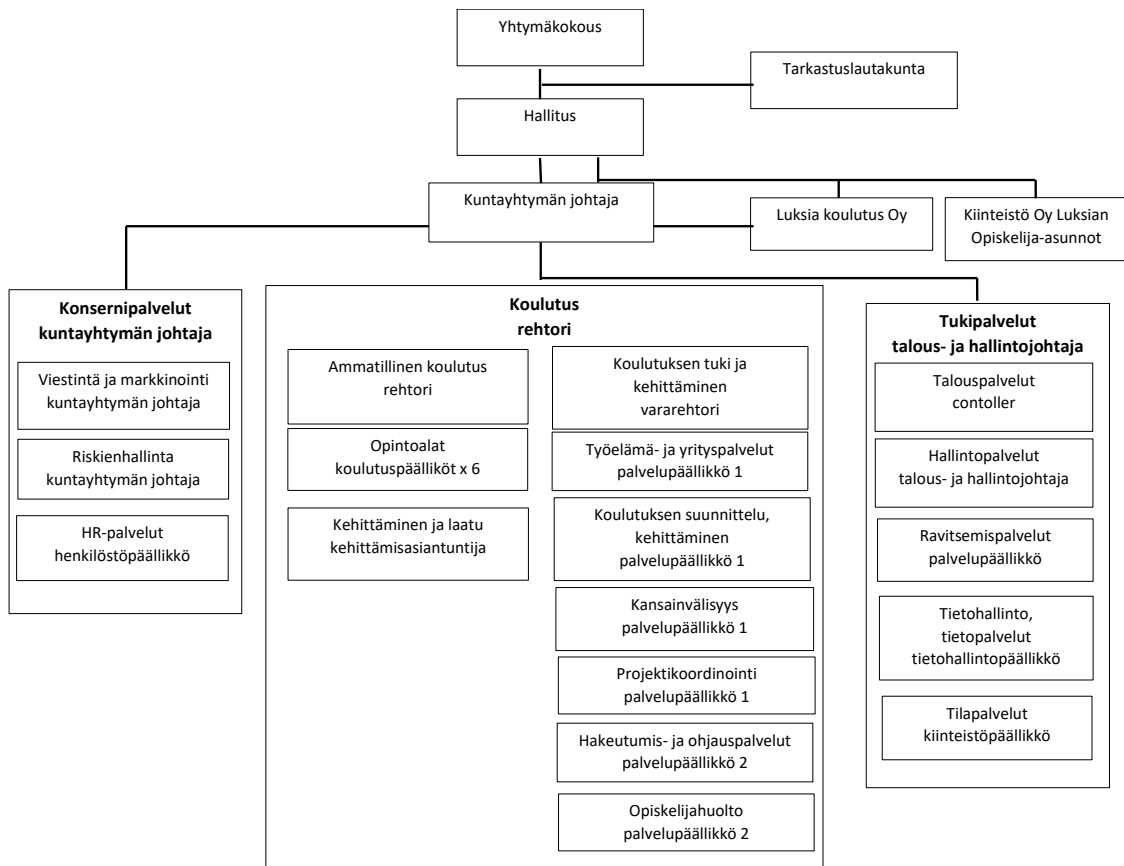 Yhtymäkokous
Tarkastuslautakunta
Hallitus
Kuntayhtymän johtaja
Luksia koulutus Oy
Kiinteistö Oy Luksian
Opiskelija-asunnot
Konsernipalvelut
kuntayhtymän johtaja
Viestintä ja markkinointi
kuntayhtymän johtaja
Riskienhallinta
kuntayhtymän johtaja
HR-palvelut
henkilöstöpäällikkö
Koulutus
rehtori
Ammatillinen koulutus
rehtori
Opintoalat
koulutuspäälliköt x 6
Kehittäminen ja laatu
kehittämisasiantuntija
Koulutuksen tuki ja
kehittäminen
vararehtori
Työelämä- ja yrityspalvelut
palvelupäällikkö 1
Koulutuksen suunnittelu,
kehittäminen
palvelupäällikkö 1
Kansainvälisyys
palvelupäällikkö 1
Projektikoordinointi
palvelupäällikkö 1
Hakeutumis- ja ohjauspalvelut
palvelupäällikkö 2
Opiskelijahuolto
palvelupäällikkö 2
Tukipalvelut
talous- ja hallintojohtaja
Talouspalvelut
contoller
Hallintopalvelut
talous- ja hallintojohtaja
Ravitsemispalvelut
palvelupäällikkö
Tietohallinto,
tietopalvelut
tietohallintopäällikkö
Tilapalvelut
kiinteistöpäällikkö